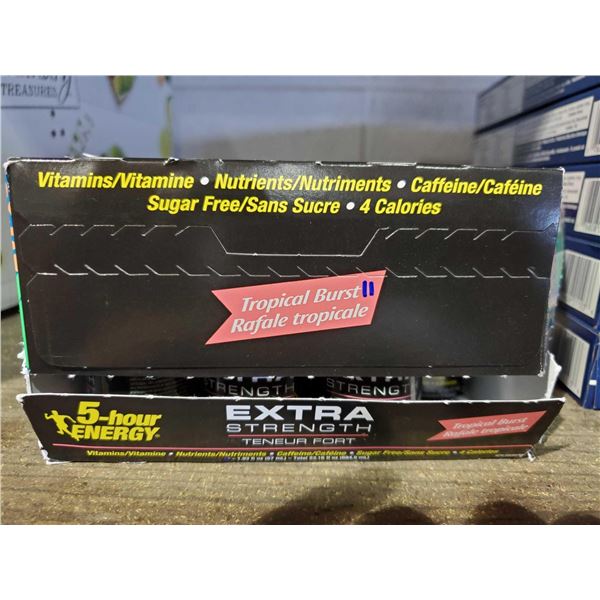 TREASURES
Vitamins/Vitamine • Nutrients/Nutriments • Caffeine/Caféine
Sugar Free/Sans Sucre • 4 Calories
Tropical Burst 11
Rafale tropicale
STRENGTH STRENGTH
5-hour
ENERGY®
EXTRA
STRENGTH
TENEUR FORT
Tropical Burst
Rafale tropicale
Vitamins/Vitamine • Nutrients/Nutriments • Caffeine/Caféine • Sugar Free/Sans Sucre • 4 Calories